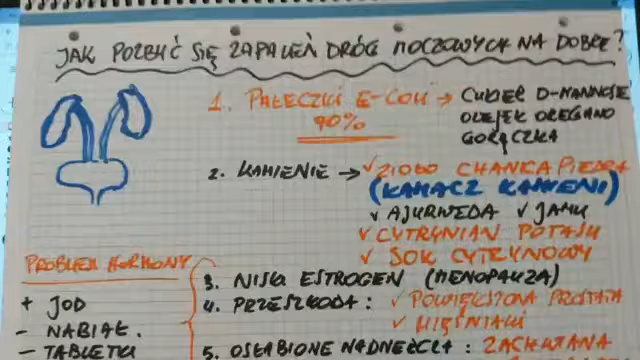 JAK POZBYĆ SIĘ ZAPALEŃ DRÓG MOCZOWYCH NA DOBRE?
1. PAŁECZKI E-COLI → CUKIER D-MANNOSE
90%
OLEJEK OREGANO
GORĄCZKA
2. KAMIENIE → ✓ ZIOŁO CHANCA PIEDRA
(ŁAMACZ KAMIENI)
✓ AJURWEDA ✓ JAMU
✓ CYTRYNIAN POTASU
✓ SOK CYTRYNOWY
PROBLEM HORMONY
+ JOD
- NABIAŁ.
- TABLETKI
3. NISKI ESTROGEN (MENOPAUZA)
4. PRZESZKODA: ✓ POWIĘKSZONA PROSTATA
✓ MIĘŚNIAKI
5. OSŁABIONE NADNERCZA: